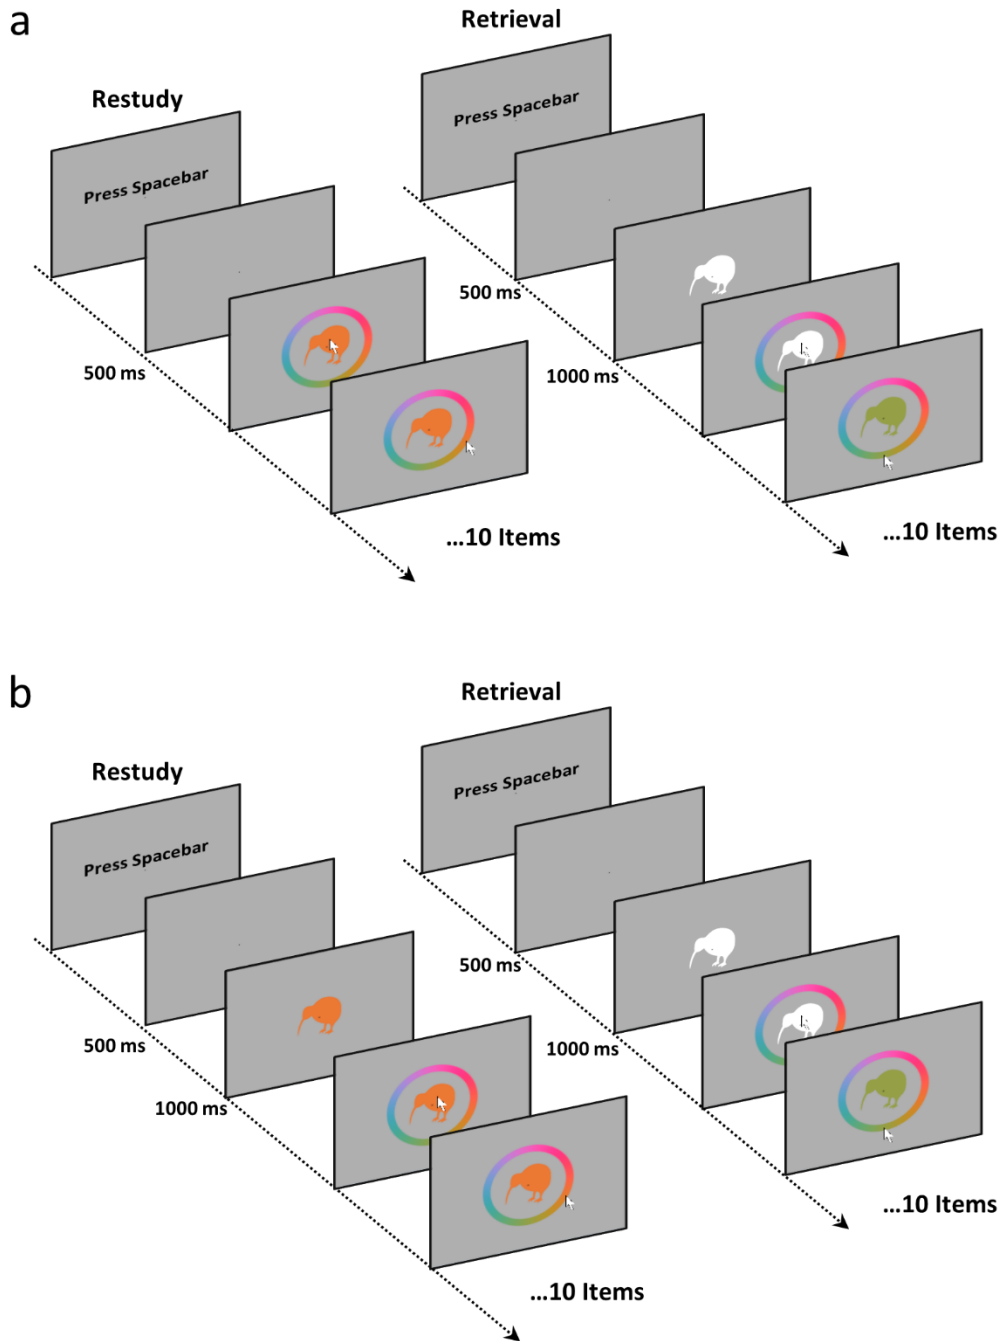 a
Retrieval
Press Spacebar
Restudy
Press Spacebar
500 ms
500 ms
1000 ms
...10 Items
...10 Items
b
Retrieval
Press Spacebar
Restudy
Press Spacebar
500 ms
500 ms
1000 ms
1000 ms
...10 Items
...10 Items